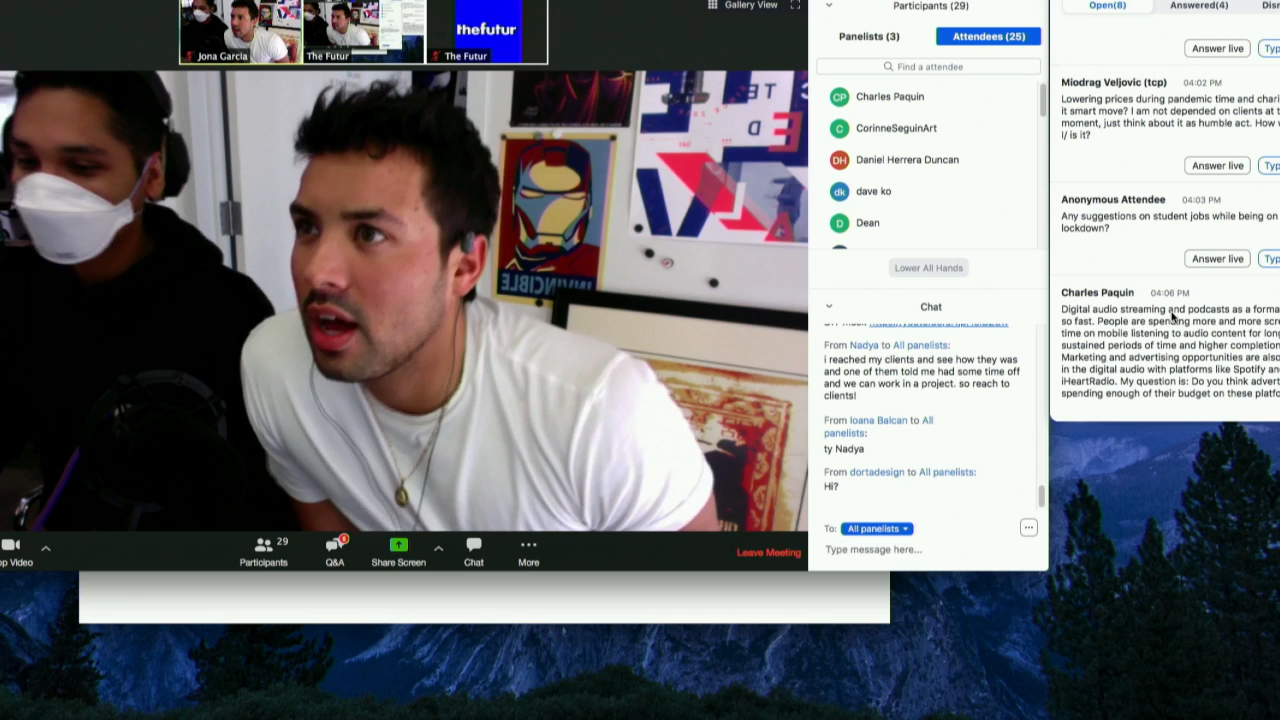 Gallery View
Jona Garcia
The Futur
thefutur
The Futur
Participants (29)
Panelists (3)
Attendees (25)
Find a attendee
CP Charles Paquin
C CorinneSeguinArt
DH Daniel Herrera Duncan
dk dave ko
D Dean
Lower All Hands
Chat
From Nadya to All panelists:
i reached my clients and see how they was
and one of them told me had some time off
and we can work in a project. so reach to
clients!
From Ioana Balcan to All
panelists:
ty Nadya
From dortadesign to All panelists:
Hi?
To: All panelists
Type message here...
Open(8)
Answered(4)
Answer live
Miodrag Veljovic (tcp) 04:02 PM
Lowering prices during pandemic time and
it smart move? I am not depended on clients at
moment, just think about it as humble act. How
I/ is it?
Answer live
Anonymous Attendee 04:03 PM
Any suggestions on student jobs while being on
lockdown?
Answer live
Charles Paquin 04:06 PM
Digital audio streaming and podcasts as a
so fast. People are spending more and more
time on mobile listening to audio content for
sustained periods of time and higher
Marketing and advertising opportunities are
in the digital audio with platforms like Spotify
iHeartRadio. My question is: Do you think
spending enough of their budget on these
INVINCIBLE
Video
Participants
29
Q&A
Share Screen
Chat
More
Leave Meeting